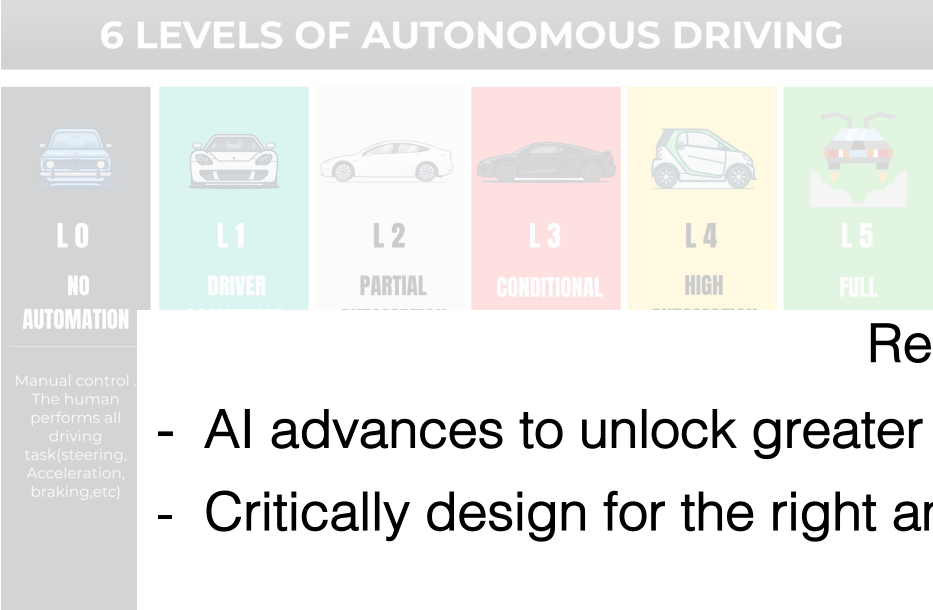 6 LEVELS OF AUTONOMOUS DRIVING
L 0
NO
AUTOMATION
Manual control .
The human
performs all
driving
task(steering,
Acceleration,
braking,etc)
L 1
DRIVER
L 2
PARTIAL
L 3
CONDITIONAL
L 4
HIGH
L 5
FULL
Re
- AI advances to unlock greater
- Critically design for the right